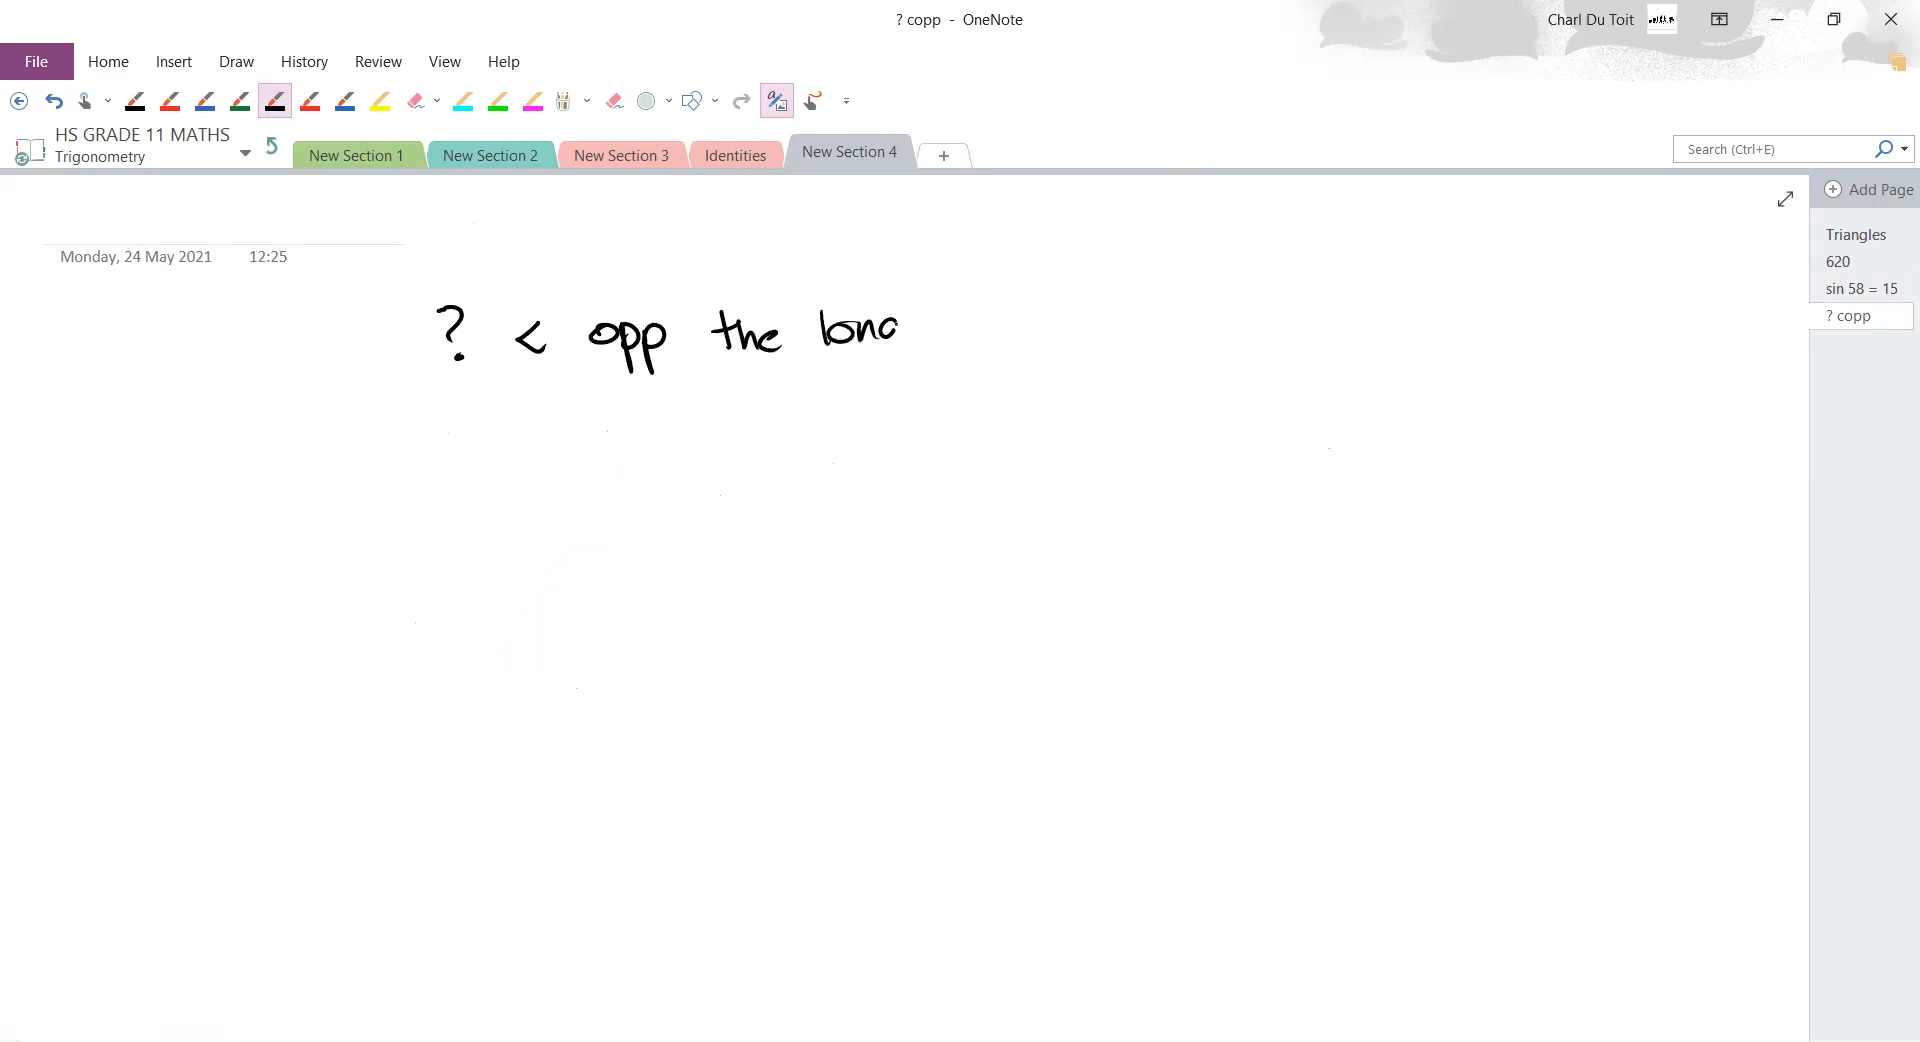 ? copp - OneNote
Charl Du Toit
File Home Insert Draw History Review View Help
HS GRADE 11 MATHS
Trigonometry
New Section 1 New Section 2 New Section 3 Identities New Section 4 +
Search (Ctrl+E)
Add Page
Monday, 24 May 2021 12:25
? < opp the
Triangles
620
sin 58 = 15
? copp